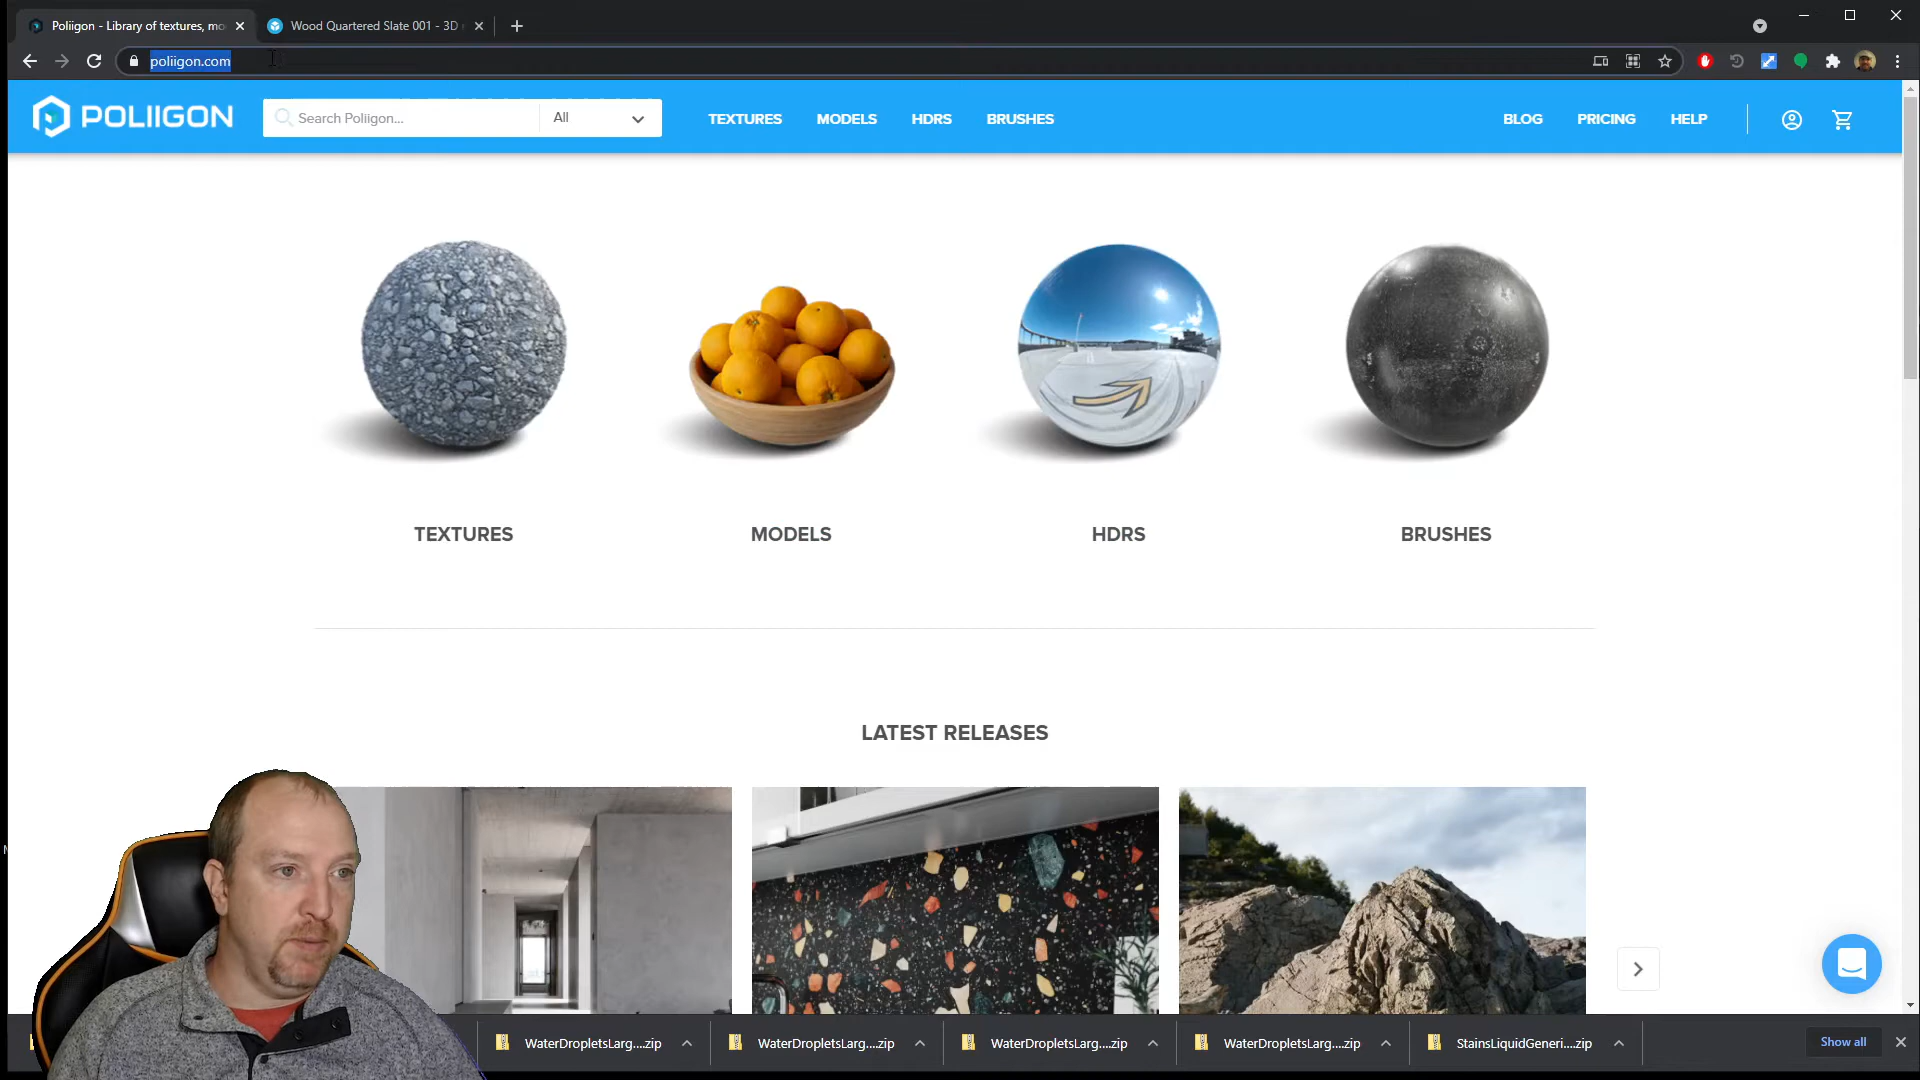 Poliigon - Library of textures, mo
Wood Quartered Slate 001 - 3D
poliigon.com
POLIIGON
Search Poliigon...
All
TEXTURES
MODELS
HDRS
BRUSHES
BLOG
PRICING
HELP
TEXTURES
MODELS
HDRS
BRUSHES
LATEST RELEASES
WaterDropletsLarg....zip
WaterDropletsLarg....zip
WaterDropletsLarg....zip
WaterDropletsLarg....zip
StainsLiquidGeneri....zip
Show all